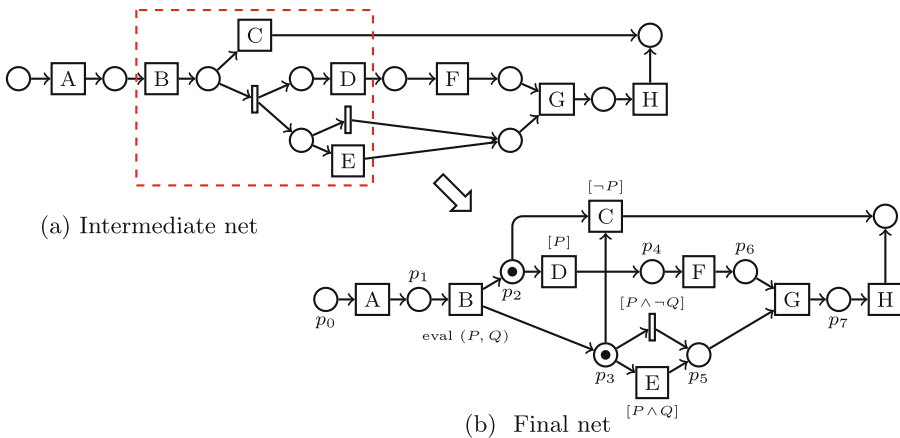 C
A
B
D
F
G
H
E
(a) Intermediate net
[¬P]
C
[P]
p4
p6
D
F
p1
p2
A
B
[P∧¬Q]
G
H
p0
eval (P, Q)
p7
p3
p5
E
[P∧Q]
(b) Final net